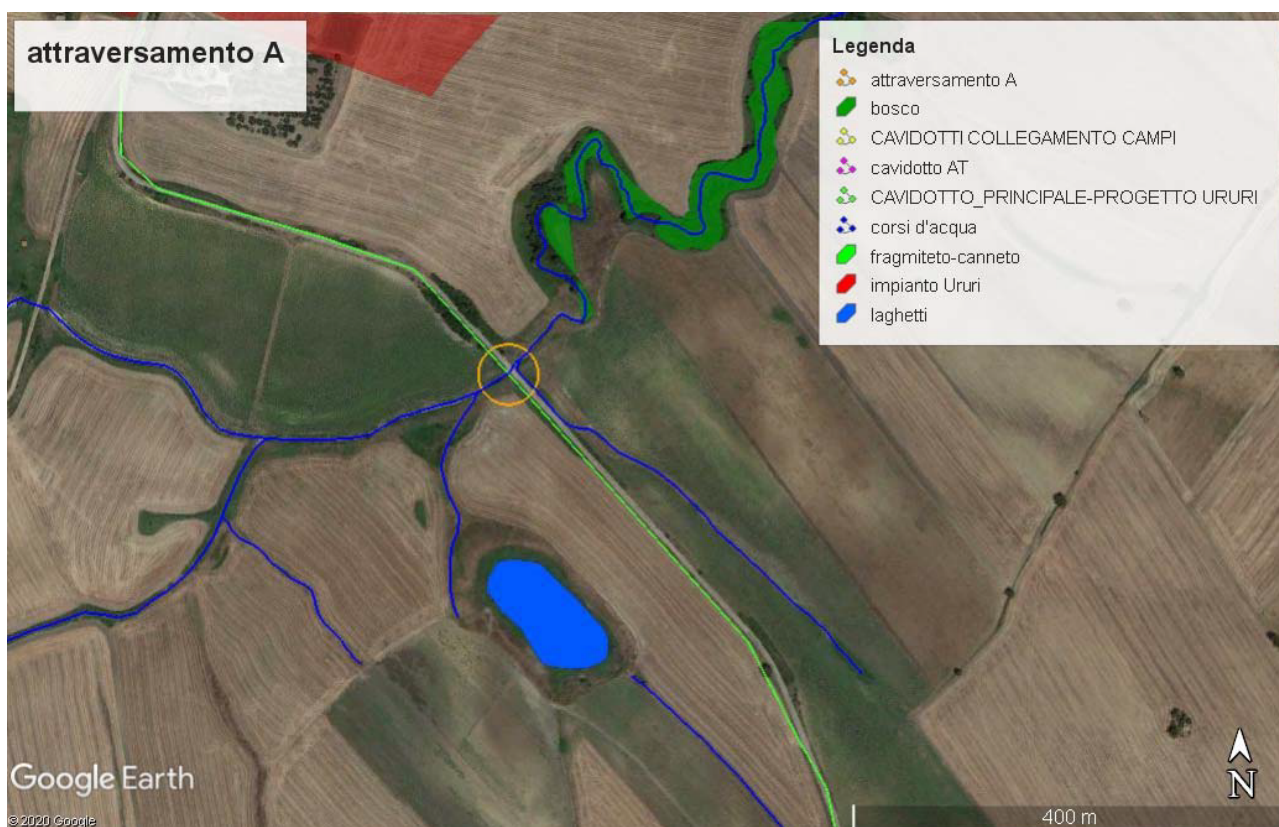 attraversamento A
Legenda
attraversamento A
bosco
CAVIDOTTI COLLEGAMENTO CAMPI
cavidotto AT
CAVIDOTTO_PRINCIPALE-PROGETTO URURI
corsi d'acqua
fragmiteto-canneto
impianto Ururi
laghetti
Google Earth
N
© 2020 Google
400 m